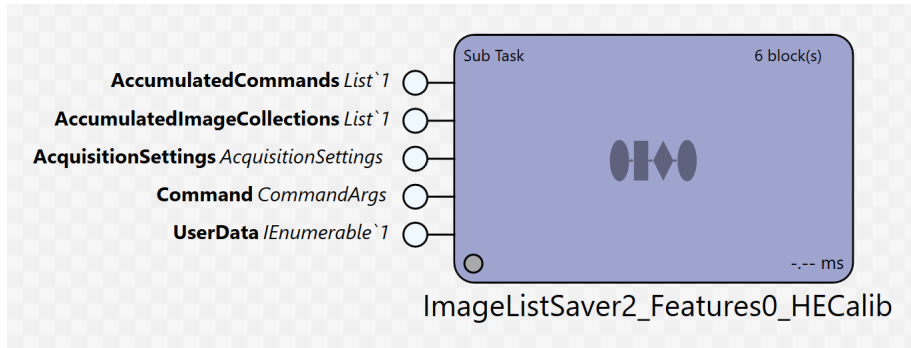 Sub Task 6 block(s)
AccumulatedCommands List`1
AccumulatedImageCollections List`1
AcquisitionSettings AcquisitionSettings
Command CommandArgs
UserData IEnumerable`1
-.-- ms
ImageListSaver2_Features0_HECalib